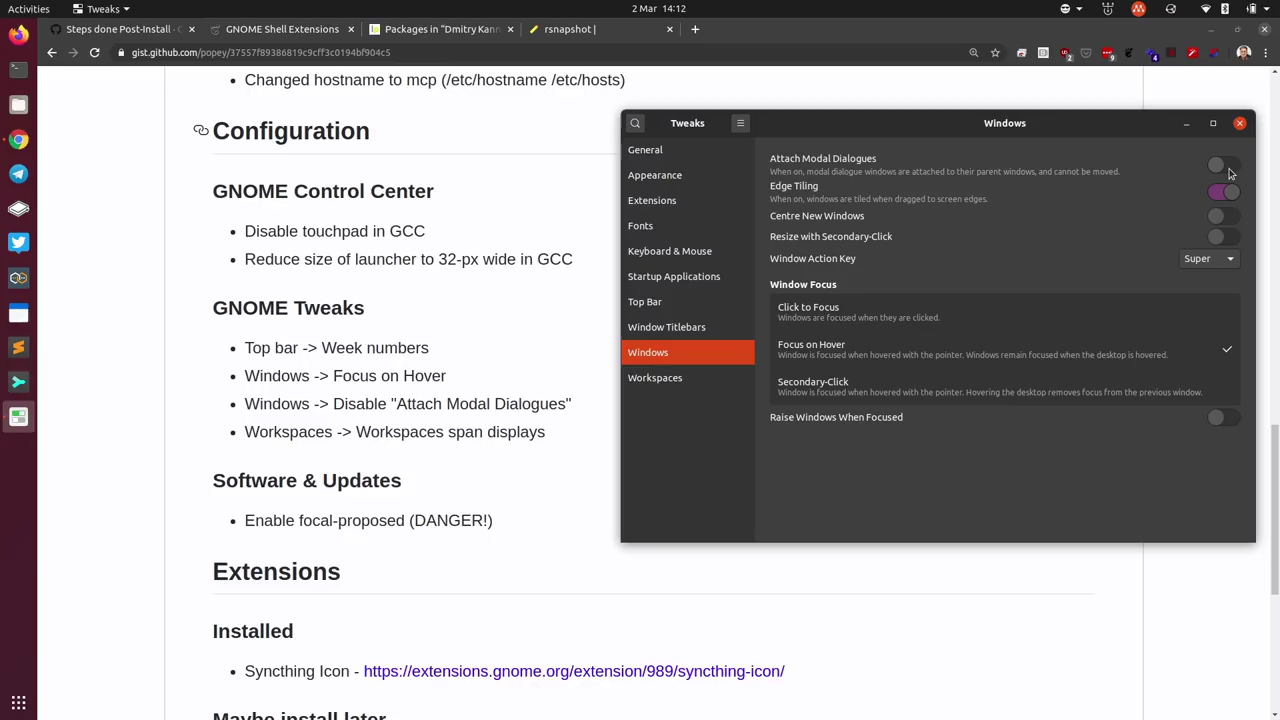 Activities
Tweaks
2 Mar 14:12
Steps done Post-Install ·
GNOME Shell Extensions
Packages in “Dmitry Kann
rsnapshot |
gist.github.com/popey/37557f89386819c9cff3c0194bf904c5
Changed hostname to mcp (/etc/hostname /etc/hosts)
Configuration
GNOME Control Center
Disable touchpad in GCC
Reduce size of launcher to 32-px wide in GCC
GNOME Tweaks
Top bar -> Week numbers
Windows -> Focus on Hover
Windows -> Disable "Attach Modal Dialogues"
Workspaces -> Workspaces span displays
Software & Updates
Enable focal-proposed (DANGER!)
Extensions
Installed
Syncthing Icon - https://extensions.gnome.org/extension/989/syncthing-icon/
Maybe install later
Tweaks
Windows
General
Appearance
Extensions
Fonts
Keyboard & Mouse
Startup Applications
Top Bar
Window Titlebars
Windows
Workspaces
Attach Modal Dialogues
When on, modal dialogue windows are attached to their parent windows, and cannot be moved.
Edge Tiling
When on, windows are tiled when dragged to screen edges.
Centre New Windows
Resize with Secondary-Click
Window Action Key
Super
Window Focus
Click to Focus
Windows are focused when they are clicked.
Focus on Hover
Window is focused when hovered with the pointer. Windows remain focused when the desktop is hovered.
Secondary-Click
Window is focused when hovered with the pointer. Hovering the desktop removes focus from the previous window.
Raise Windows When Focused